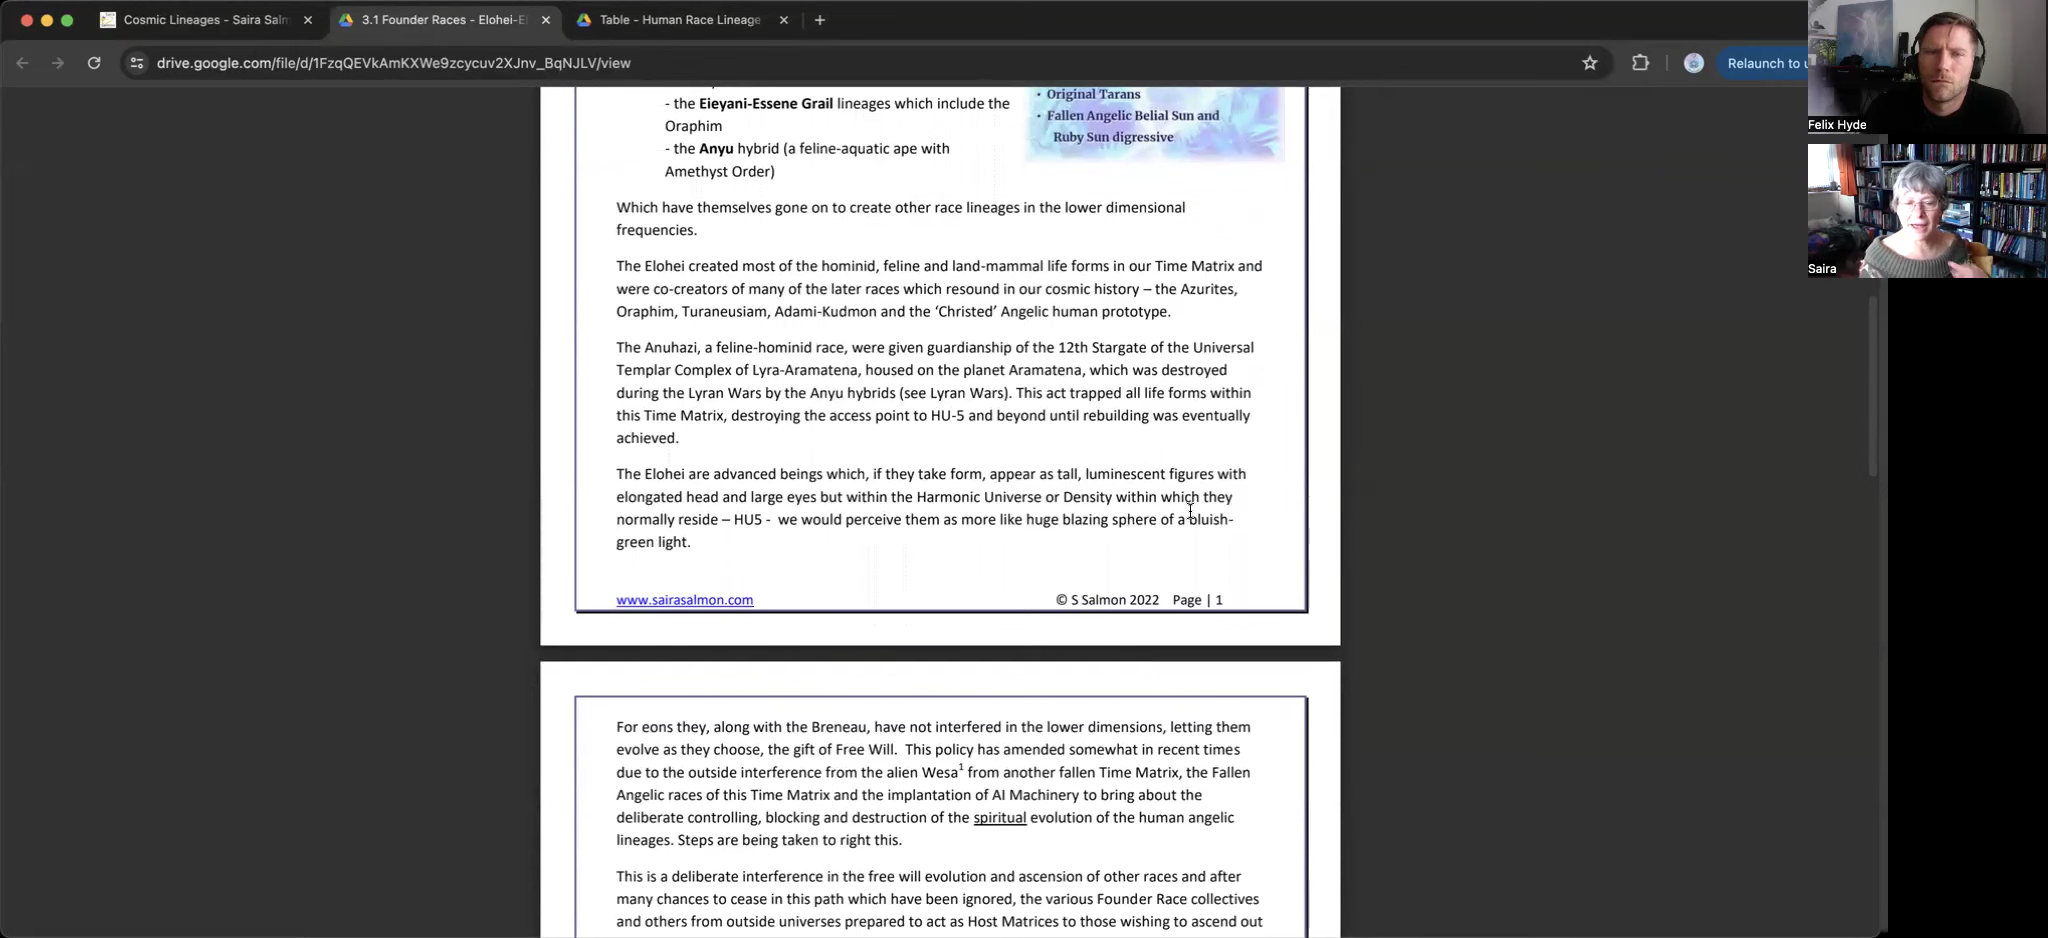 Cosmic Lineages - Saira Saln
3.1 Founder Races - Elohei-E
Table - Human Race Lineage
drive.google.com/file/d/1FzqQEVkAmKXWe9zcycuv2XJnv_BqNJLV/view
Relaunch to u
Felix Hyde
Saira
- the Eieyani-Essene Grail lineages which include the
Oraphim
- the Anyu hybrid (a feline-aquatic ape with
Amethyst Order)
• Original Tarans
• Fallen Angelic Belial Sun and
Ruby Sun digressive
Which have themselves gone on to create other race lineages in the lower dimensional
frequencies.
The Elohei created most of the hominid, feline and land-mammal life forms in our Time Matrix and
were co-creators of many of the later races which resound in our cosmic history – the Azurites,
Oraphim, Turaneusiam, Adami-Kudmon and the ‘Christed’ Angelic human prototype.
The Anuhazi, a feline-hominid race, were given guardianship of the 12th Stargate of the Universal
Templar Complex of Lyra-Aramatena, housed on the planet Aramatena, which was destroyed
during the Lyran Wars by the Anyu hybrids (see Lyran Wars). This act trapped all life forms within
this Time Matrix, destroying the access point to HU-5 and beyond until rebuilding was eventually
achieved.
The Elohei are advanced beings which, if they take form, appear as tall, luminescent figures with
elongated head and large eyes but within the Harmonic Universe or Density within which they
normally reside – HU5 - we would perceive them as more like huge blazing sphere of a bluish-
green light.
www.sairasalmon.com
© S Salmon 2022 Page | 1
For eons they, along with the Breneau, have not interfered in the lower dimensions, letting them
evolve as they choose, the gift of Free Will. This policy has amended somewhat in recent times
due to the outside interference from the alien Wesa1 from another fallen Time Matrix, the Fallen
Angelic races of this Time Matrix and the implantation of AI Machinery to bring about the
deliberate controlling, blocking and destruction of the spiritual evolution of the human angelic
lineages. Steps are being taken to right this.
This is a deliberate interference in the free will evolution and ascension of other races and after
many chances to cease in this path which have been ignored, the various Founder Race collectives
and others from outside universes prepared to act as Host Matrices to those wishing to ascend out